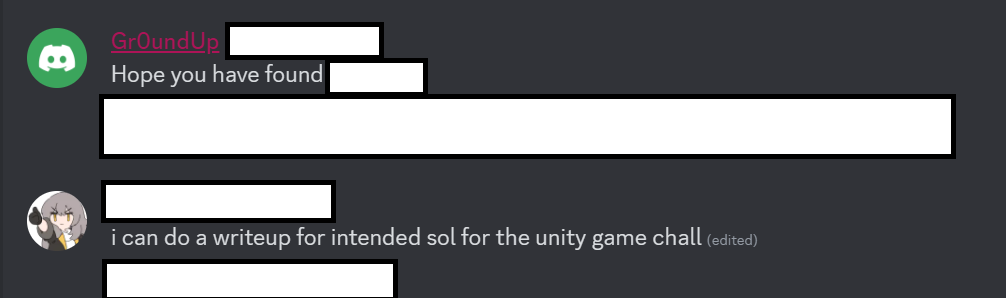 Gr0undUp
Hope you have found
i can do a writeup for intended sol for the unity game chall (edited)